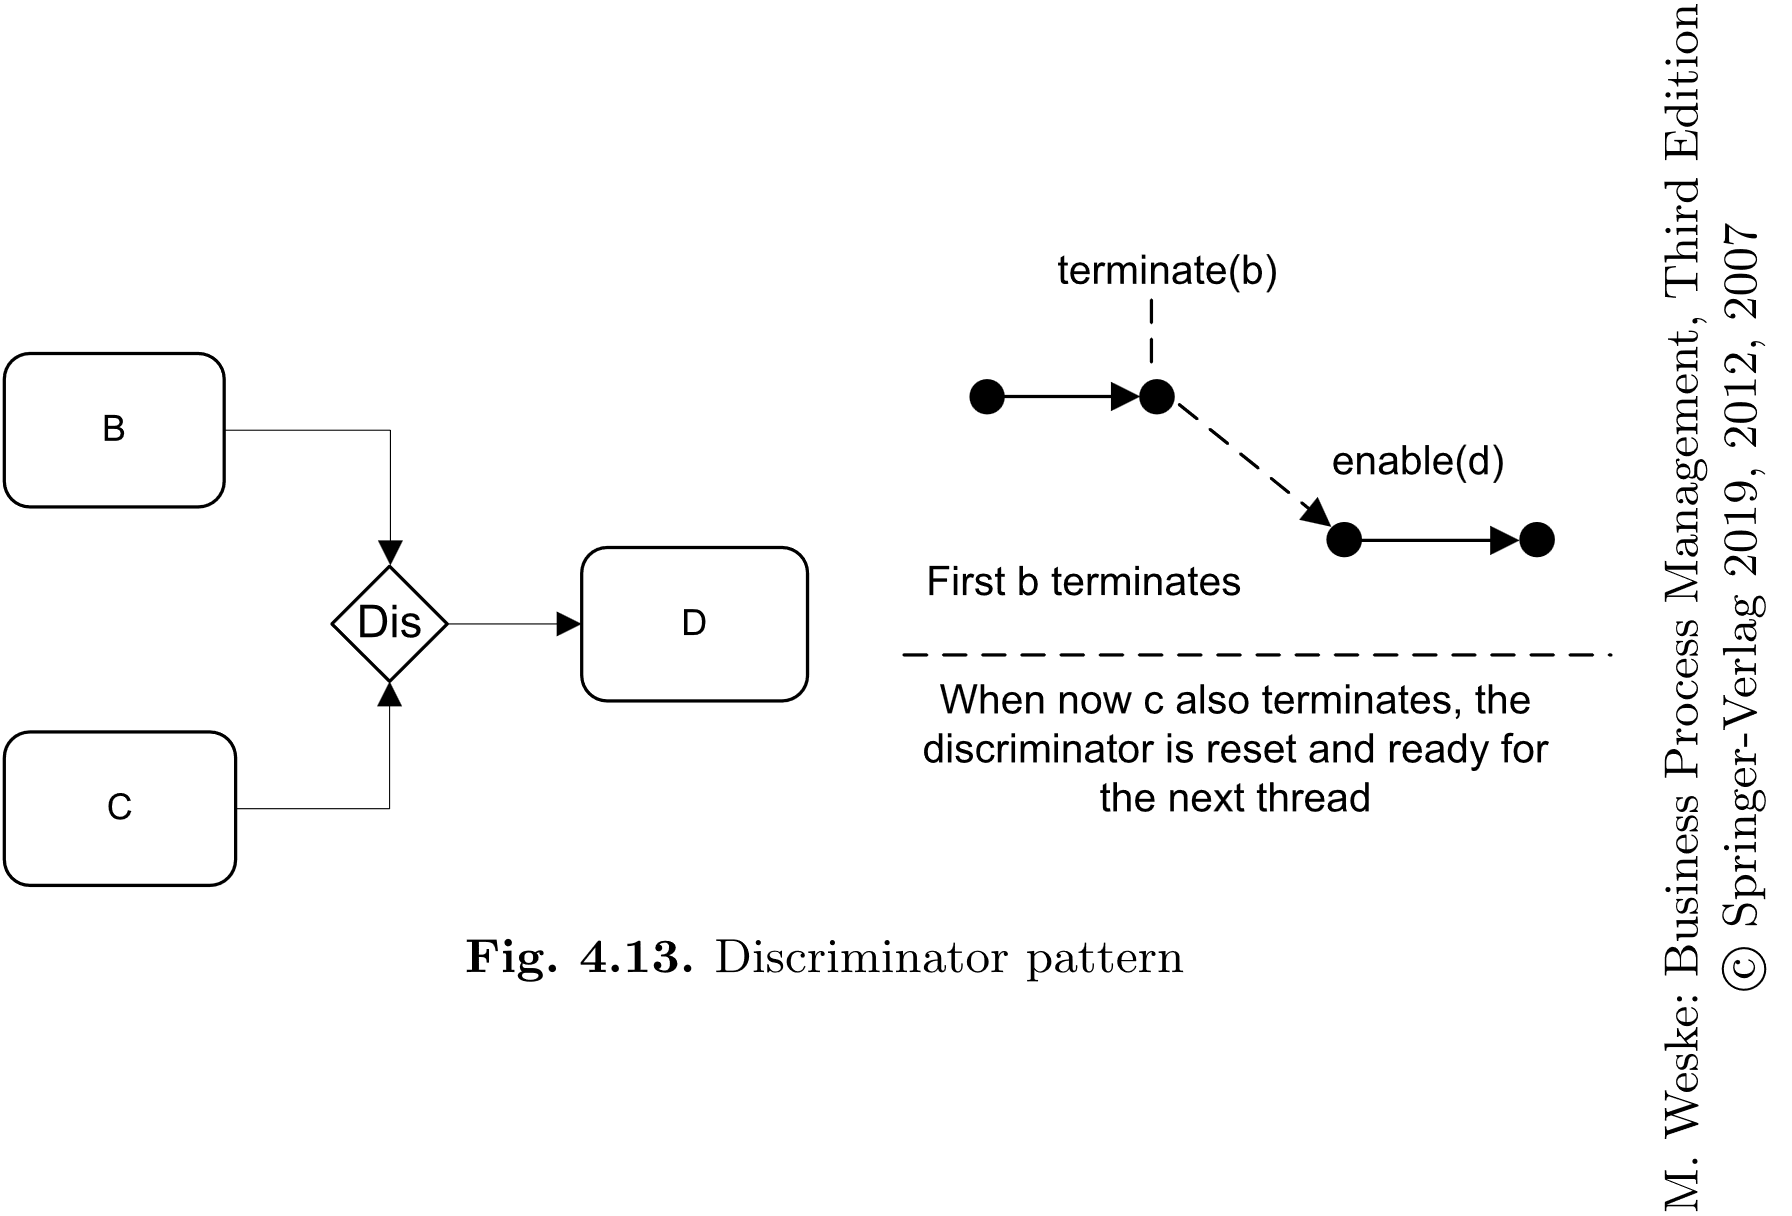 terminate(b)
B
enable(d)
First b terminates
Dis
D
When now c also terminates, the
discriminator is reset and ready for
the next thread
C
Fig. 4.13. Discriminator pattern
M. Weske: Business Process Management, Third Edition
© Springer-Verlag 2019, 2012, 2007